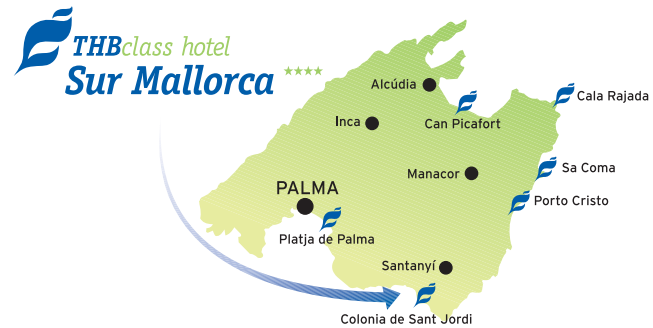 THBclass hotel
Sur Mallorca ★★★★
Alcúdia
Cala Rajada
Inca
Can Picafort
Manacor
Sa Coma
PALMA
Porto Cristo
Platja de Palma
Santanyí
Colonia de Sant Jordi